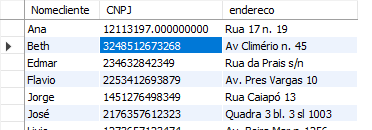 Nomecliente CNPJ endereco
Ana 12113197.000000000 Rua 17 n. 19
Beth 3248512673268 Av Climério n. 45
Edmar 234632842349 Rua da Prais s/n
Flavio 2253412693879 Av. Pres Vargas 10
Jorge 1451276498349 Rua Caiapó 13
José 2176357612323 Quadra 3 bl. 3 sl 1003